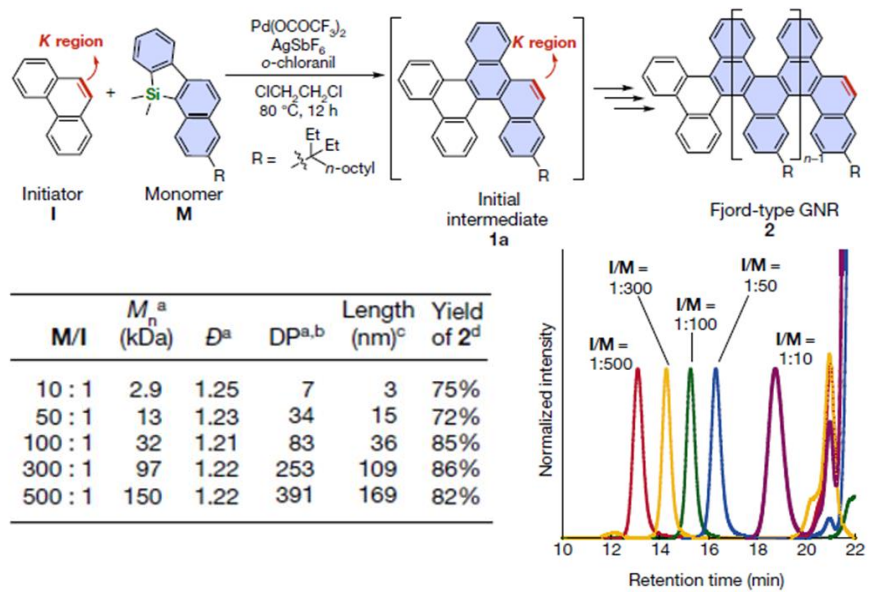 K region
Si
R
+
Initiator
I
Monomer
M
Pd(OCOCF3)2
AgSbF6
o-chloranil
ClCH2CH2Cl
80 °C, 12 h
R =
Et
Et
n-octyl
K region
R
Initial
intermediate
1a
R
n–1
R
Fjord-type GNR
2
M/I Mn^a (kDa) Đ^a DP^a,b Length (nm)^c Yield of 2^d
10 : 1 2.9 1.25 7 3 75%
50 : 1 13 1.23 34 15 72%
100 : 1 32 1.21 83 36 85%
300 : 1 97 1.22 253 109 86%
500 : 1 150 1.22 391 169 82%
I/M =
1:500
I/M =
1:300
I/M =
1:100
I/M =
1:50
I/M =
1:10
Normalized intensity
10 12 14 16 18 20 22
Retention time (min)